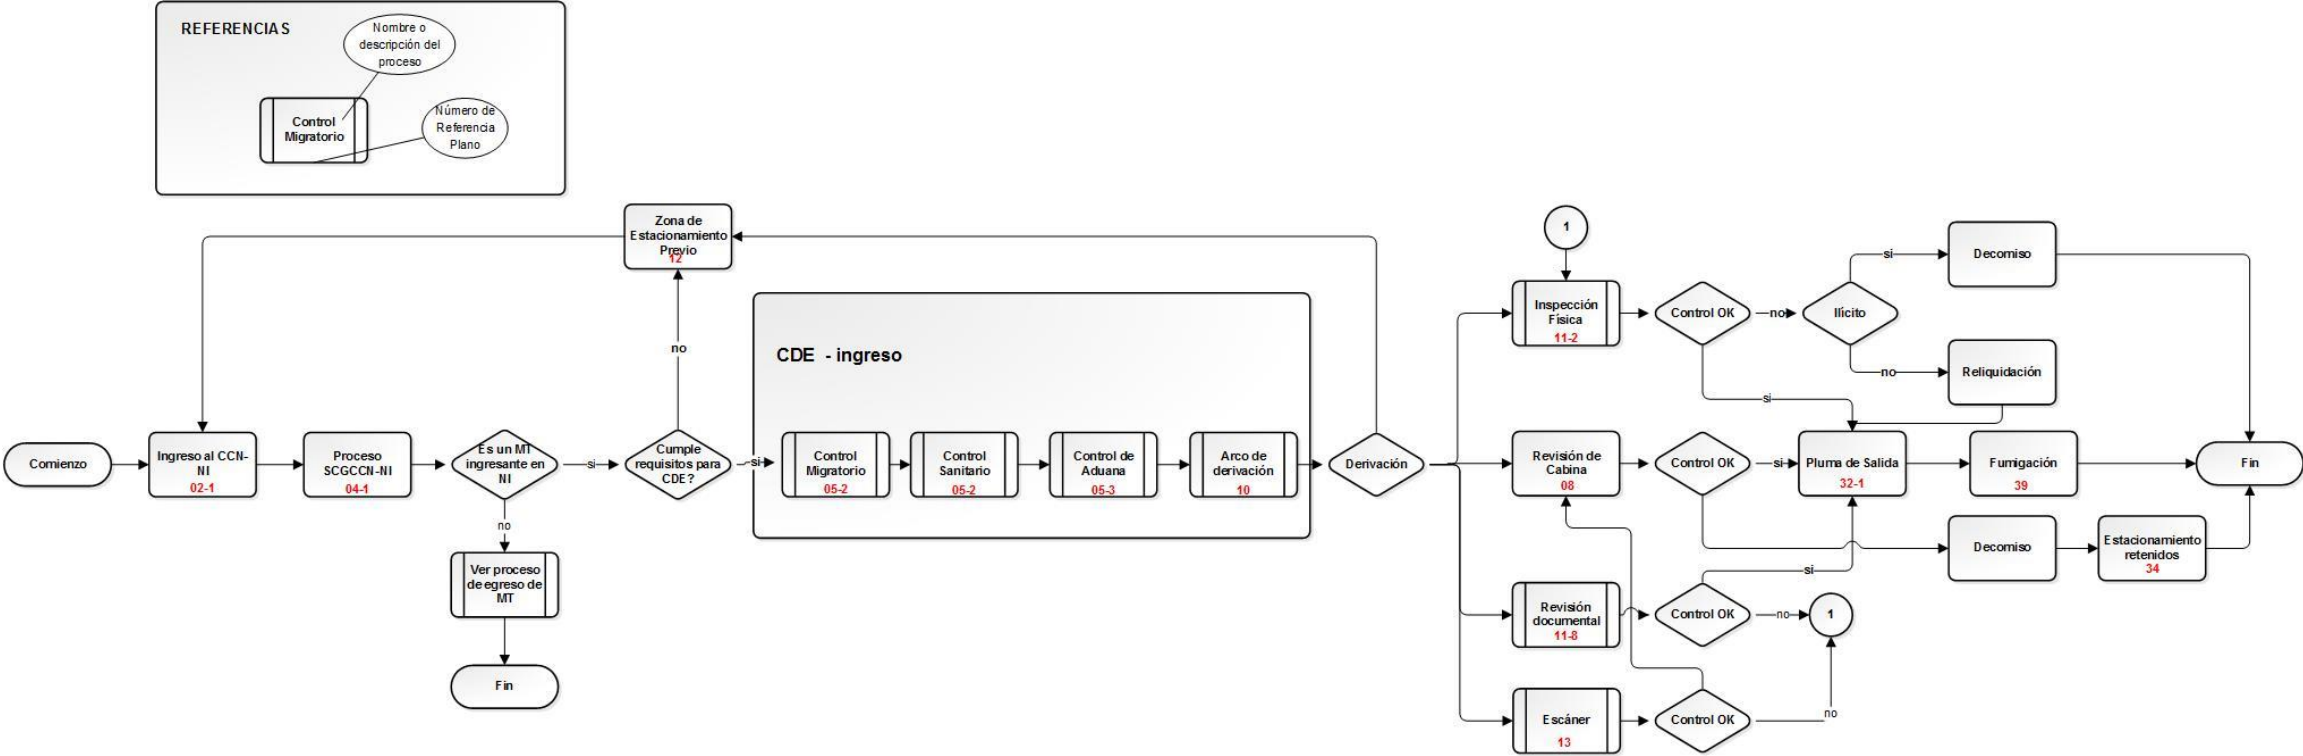 REFERENCIAS
Nombre o
descripción del
proceso
Control
Migratorio
Número de
Referencia
Plano
Zona de
Estacionamiento
Previo
12
no
Comienzo
Ingreso al CCN-
NI
02-1
Proceso
SCGCCN-NI
04-1
Es un MT
ingresante en
NI
si
no
Ver proceso
de egreso de
MT
Fin
Cumple
requisitos para
CDE?
si
CDE - ingreso
Control
Migratorio
05-2
Control
Sanitario
05-2
Control de
Aduana
05-3
Arco de
derivación
10
Derivación
1
Inspección
Física
11-2
Control OK
no
Ilícito
si
Decomiso
no
Reliquidación
si
Revisión de
Cabina
08
Control OK
si
Pluma de Salida
32-1
Fumigación
39
Fin
Decomiso
Estacionamiento
retenidos
34
Revisión
documental
11-8
Control OK
si
no
1
Escáner
13
Control OK
no